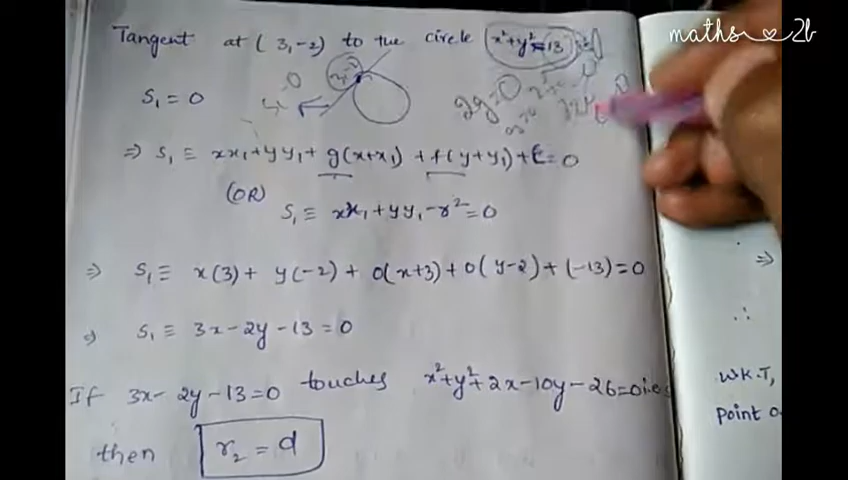 maths 2b
Tangent at (3,-2) to the circle x²+y²=13
S₁=0
⇒ S₁ ≡ xx₁+yy₁+ g(x+x₁) + f(y+y₁)+c=0
(OR)
S₁ ≡ xx₁+yy₁-r²=0
⇒ S₁ ≡ x(3)+ y(-2)+ 0(x+3)+0(y-2)+(-13)=0
⇒ S₁ ≡ 3x-2y-13=0
If 3x-2y-13=0 touches x²+y²+2x-10y-26=0 i.e
then r₂ = d
⇒
∴
WKT,
point